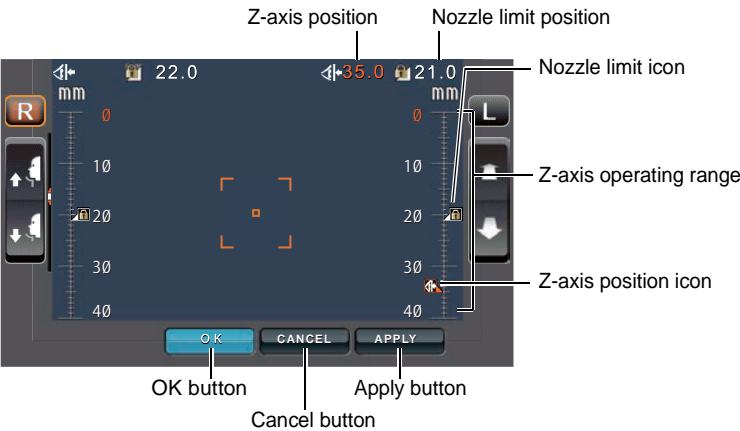 Z-axis position
Nozzle limit position
22.0
35.0
21.0
Nozzle limit icon
mm
mm
R
L
0
0
10
10
Z-axis operating range
20
20
30
30
Z-axis position icon
40
40
OK
CANCEL
APPLY
OK button
Apply button
Cancel button